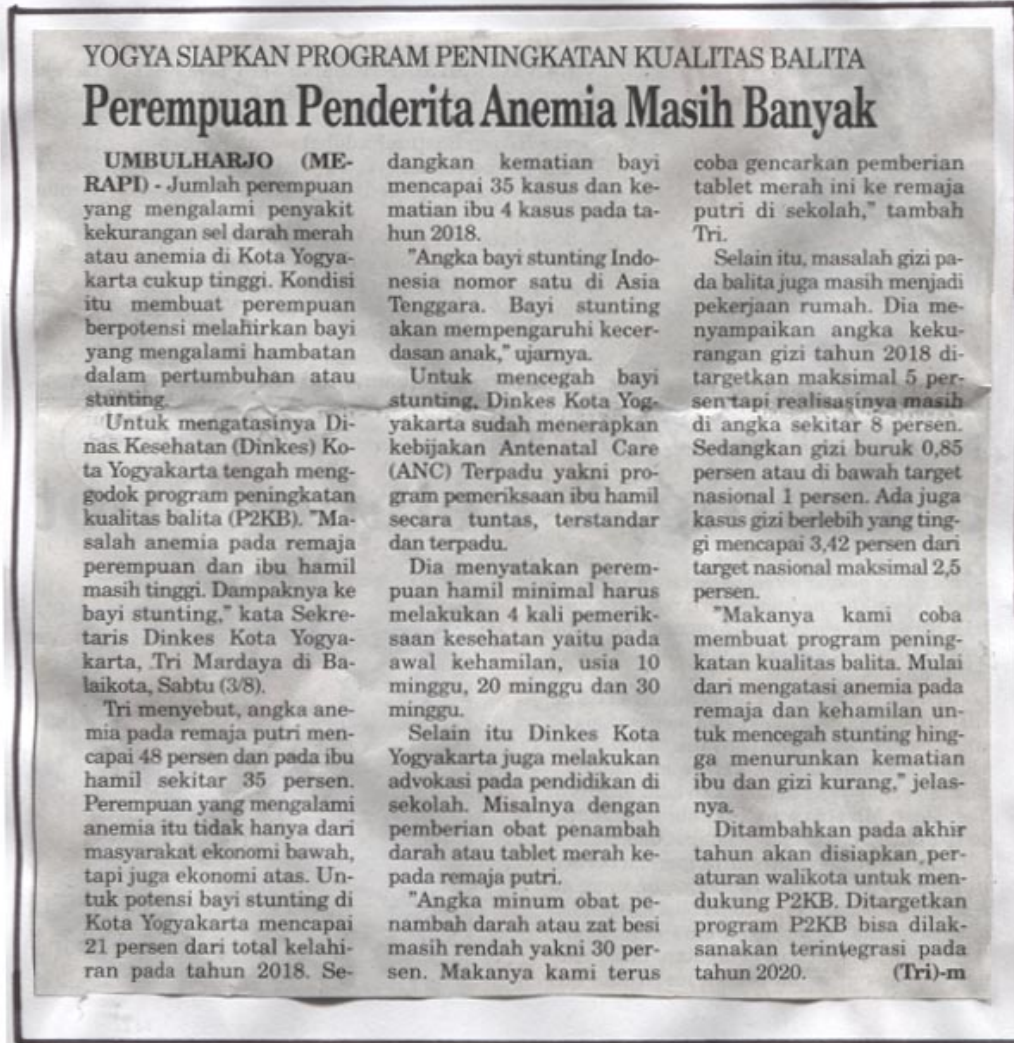 YOGYA SIAPKAN PROGRAM PENINGKATAN KUALITAS BALITA
Perempuan Penderita Anemia Masih Banyak
UMBULHARJO (ME-
RAPI) - Jumlah perempuan
yang mengalami penyakit
kekurangan sel darah merah
atau anemia di Kota Yogya-
karta cukup tinggi. Kondisi
itu membuat perempuan
berpotensi melahirkan bayi
yang mengalami hambatan
dalam pertumbuhan atau
stunting.
Untuk mengatasinya Di-
nas Kesehatan (Dinkes) Ko-
ta Yogyakarta tengah meng-
godok program peningkatan
kualitas balita (P2KB). "Ma-
salah anemia pada remaja
perempuan dan ibu hamil
masih tinggi. Dampaknya ke
bayi stunting," kata Sekre-
taris Dinkes Kota Yogya-
karta, Tri Mardaya di Ba-
laikota, Sabtu (3/8).
Tri menyebut, angka ane-
mia pada remaja putri men-
capai 48 persen dan pada ibu
hamil sekitar 35 persen.
Perempuan yang mengalami
anemia itu tidak hanya dari
masyarakat ekonomi bawah,
tapi juga ekonomi atas. Un-
tuk potensi bayi stunting di
Kota Yogyakarta mencapai
21 persen dari total kelahi-
ran pada tahun 2018. Se-
dangkan kematian bayi
mencapai 35 kasus dan ke-
matian ibu 4 kasus pada ta-
hun 2018.
"Angka bayi stunting Indo-
nesia nomor satu di Asia
Tenggara. Bayi stunting
akan mempengaruhi kecer-
dasan anak," ujarnya.
Untuk mencegah bayi
stunting, Dinkes Kota Yog-
yakarta sudah menerapkan
kebijakan Antenatal Care
(ANC) Terpadu yakni pro-
gram pemeriksaan ibu hamil
secara tuntas, terstandar
dan terpadu.
Dia menyatakan perem-
puan hamil minimal harus
melakukan 4 kali pemerik-
saan kesehatan yaitu pada
awal kehamilan, usia 10
minggu, 20 minggu dan 30
minggu.
Selain itu Dinkes Kota
Yogyakarta juga melakukan
advokasi pada pendidikan di
sekolah. Misalnya dengan
pemberian obat penambah
darah atau tablet merah ke-
pada remaja putri.
"Angka minum obat pe-
nambah darah atau zat besi
masih rendah yakni 30 per-
sen. Makanya kami terus
coba gencarkan pemberian
tablet merah ini ke remaja
putri di sekolah," tambah
Tri.
Selain itu, masalah gizi pa-
da balita juga masih menjadi
pekerjaan rumah. Dia me-
nyampaikan angka keku-
rangan gizi tahun 2018 di-
targetkan maksimal 5 per-
sen tapi realisasinya masih
di angka sekitar 8 persen.
Sedangkan gizi buruk 0,85
persen atau di bawah target
nasional 1 persen. Ada juga
kasus gizi berlebih yang ting-
gi mencapai 3,42 persen dari
target nasional maksimal 2,5
persen.
"Makanya kami coba
membuat program pening-
katan kualitas balita. Mulai
dari mengatasi anemia pada
remaja dan kehamilan un-
tuk mencegah stunting hing-
ga menurunkan kematian
ibu dan gizi kurang," jelas-
nya.
Ditambahkan pada akhir
tahun akan disiapkan per-
aturan walikota untuk men-
dukung P2KB. Ditargetkan
program P2KB bisa dilak-
sanakan terintegrasi pada
tahun 2020. (Tri)-m